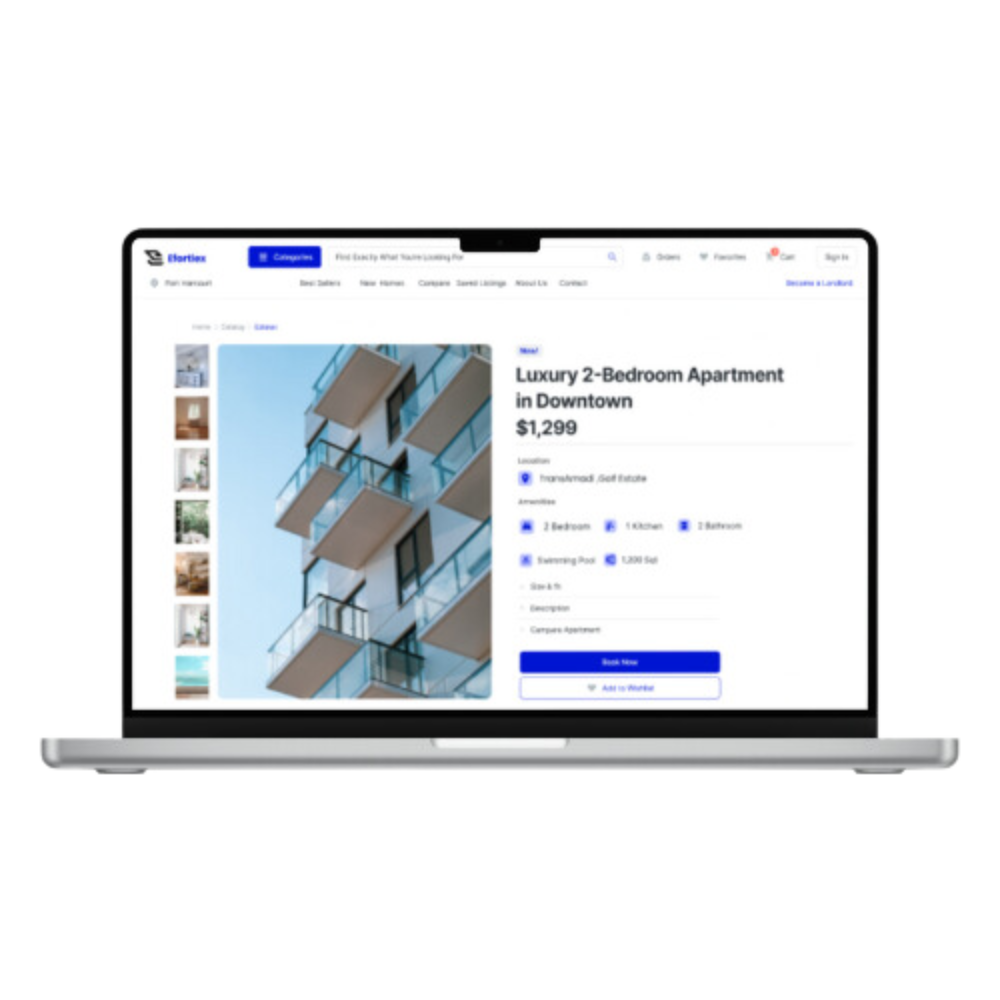 Efortlex
Categories
Find Exactly What You're Looking For
Orders
Favorites
Cart
Sign In
Port Harcourt
Best Sellers
New Homes
Compare
Saved Listings
About Us
Contact
Become a Landlord
Home
Catalog
New!
Luxury 2-Bedroom Apartment
in Downtown
$1,299
Location
TransAmadi ,Golf Estate
Amenities
2 Bedroom
1 Kitchen
2 Bathroom
Swimming Pool
1,200 Sqt
Size & fit
Description
Compare Apartment
Book Now
Add to Wishlist